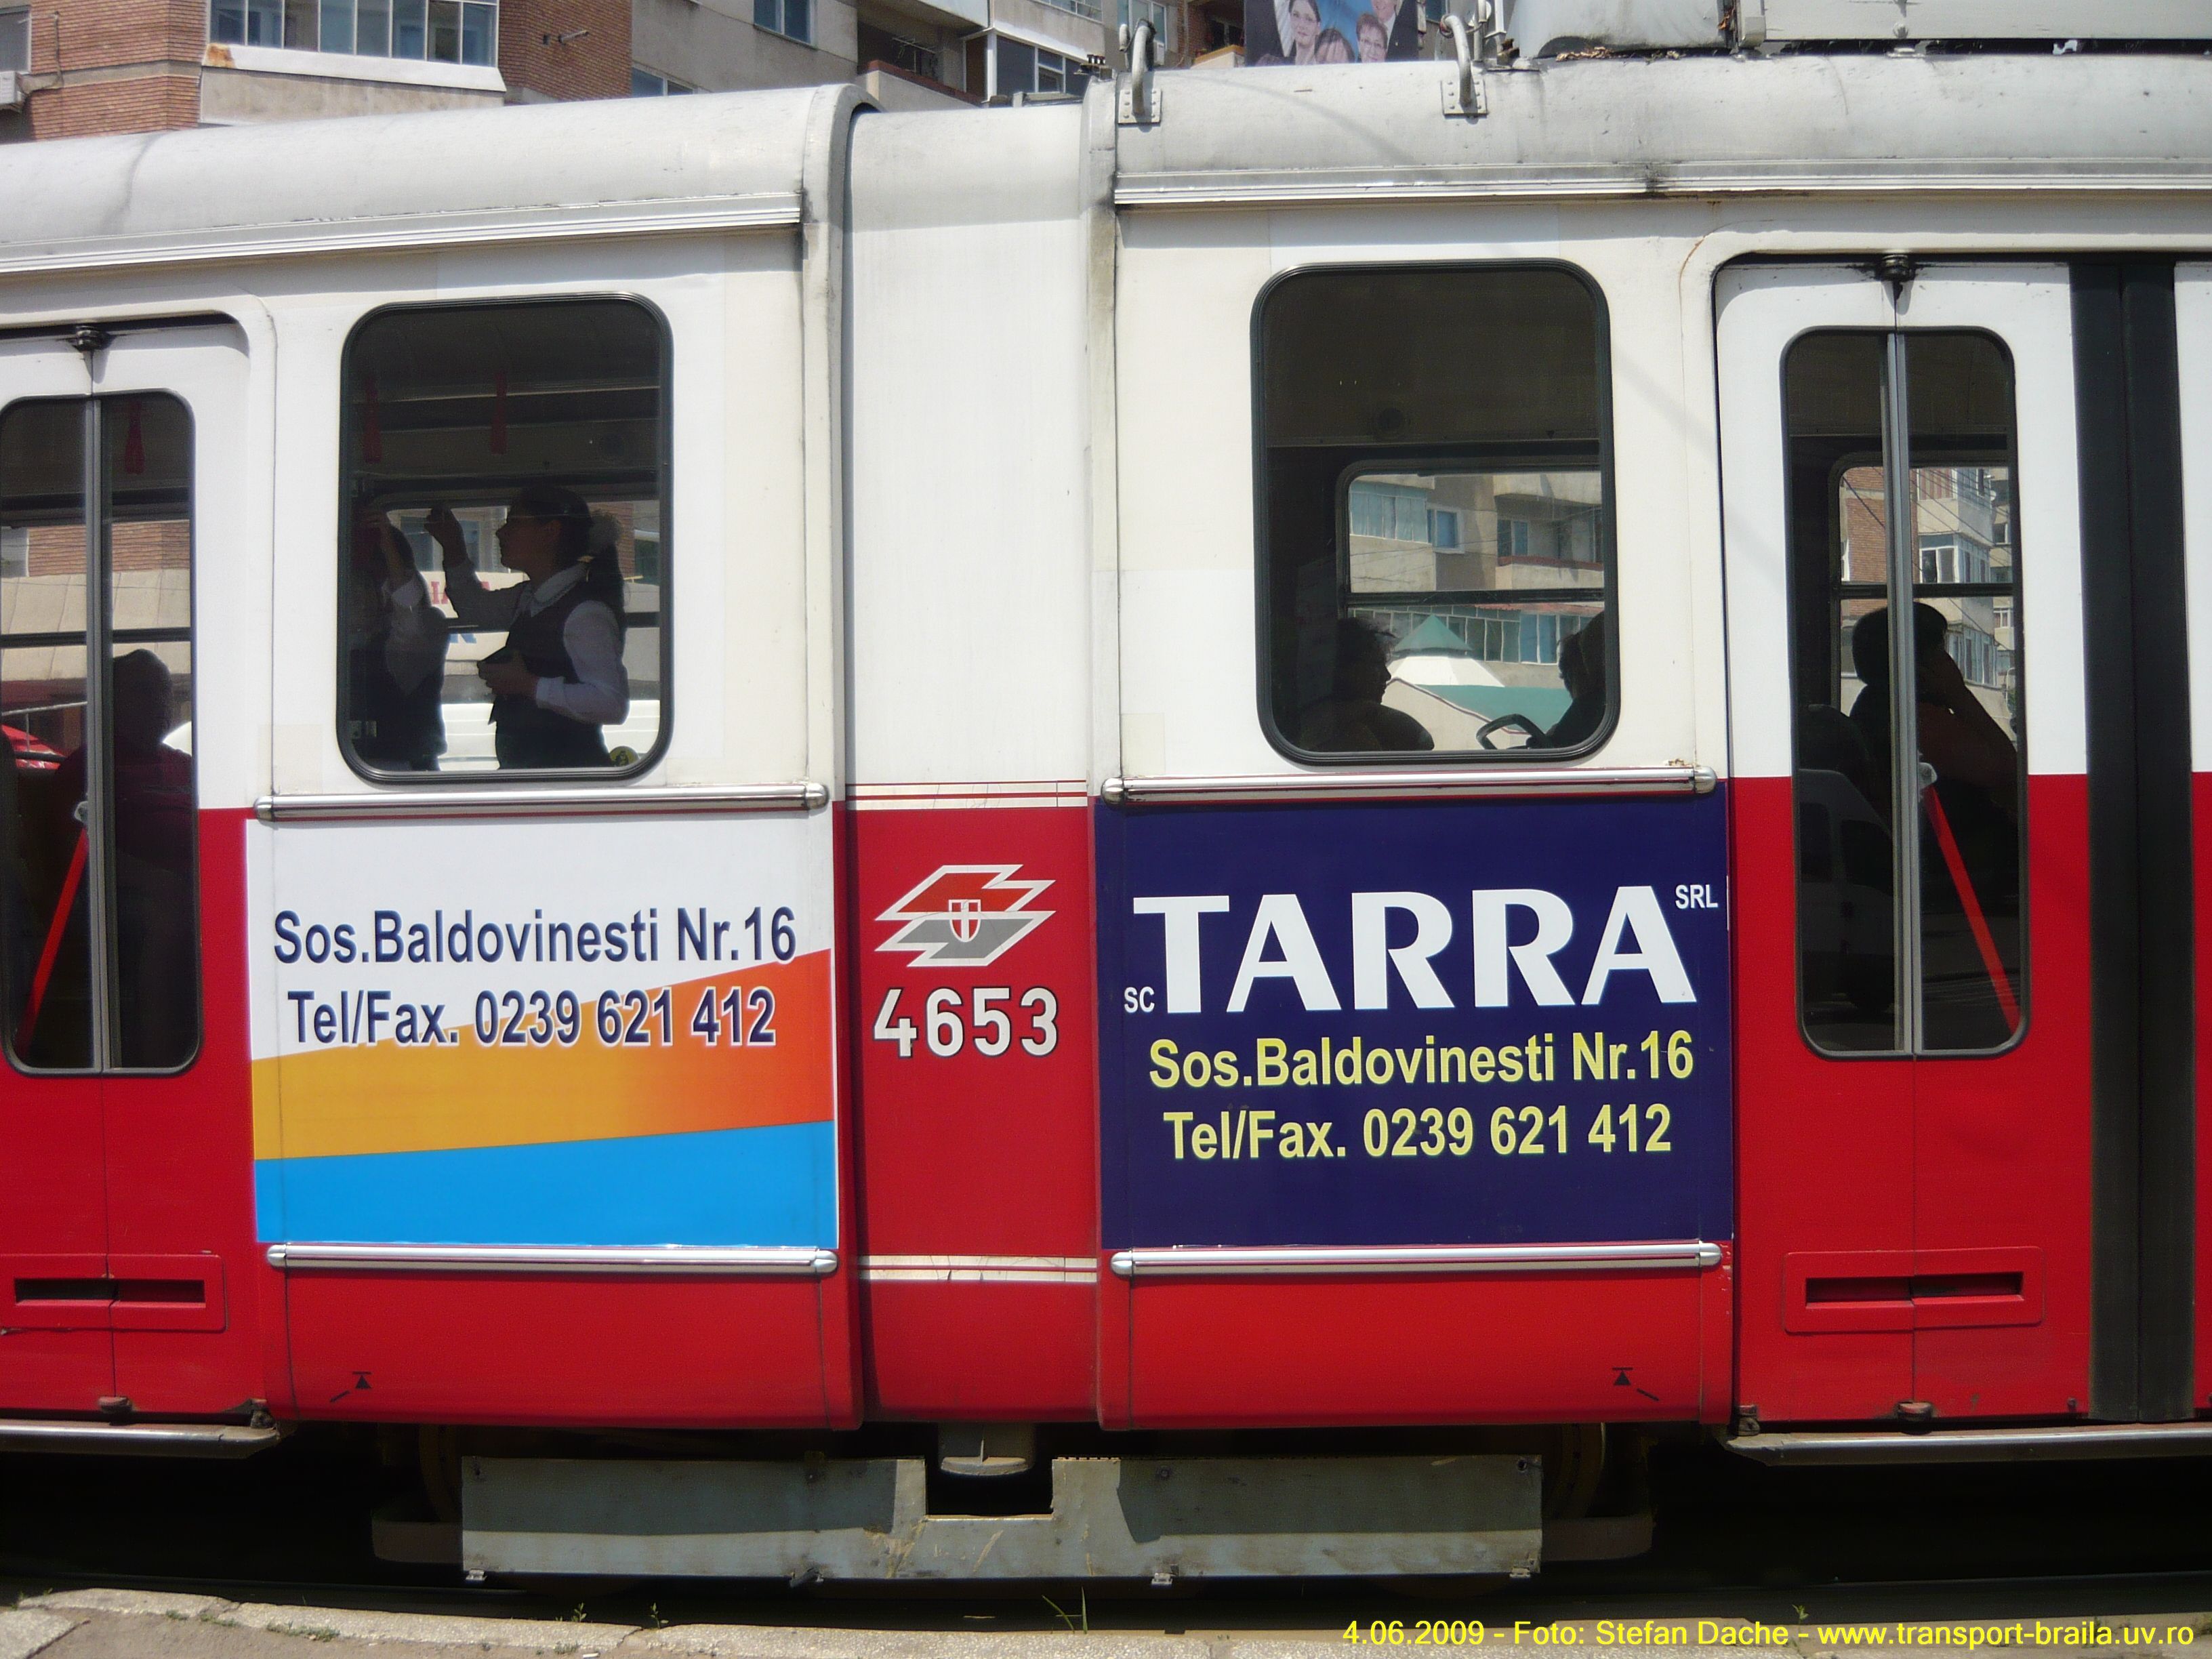 Sos.Baldovinesti Nr.16
Tel/Fax. 0239 621 412
4653
SC TARRA SRL
Sos.Baldovinesti Nr.16
Tel/Fax. 0239 621 412
4.06.2009 - Foto: Stefan Dache - www.transport-braila.uv.ro